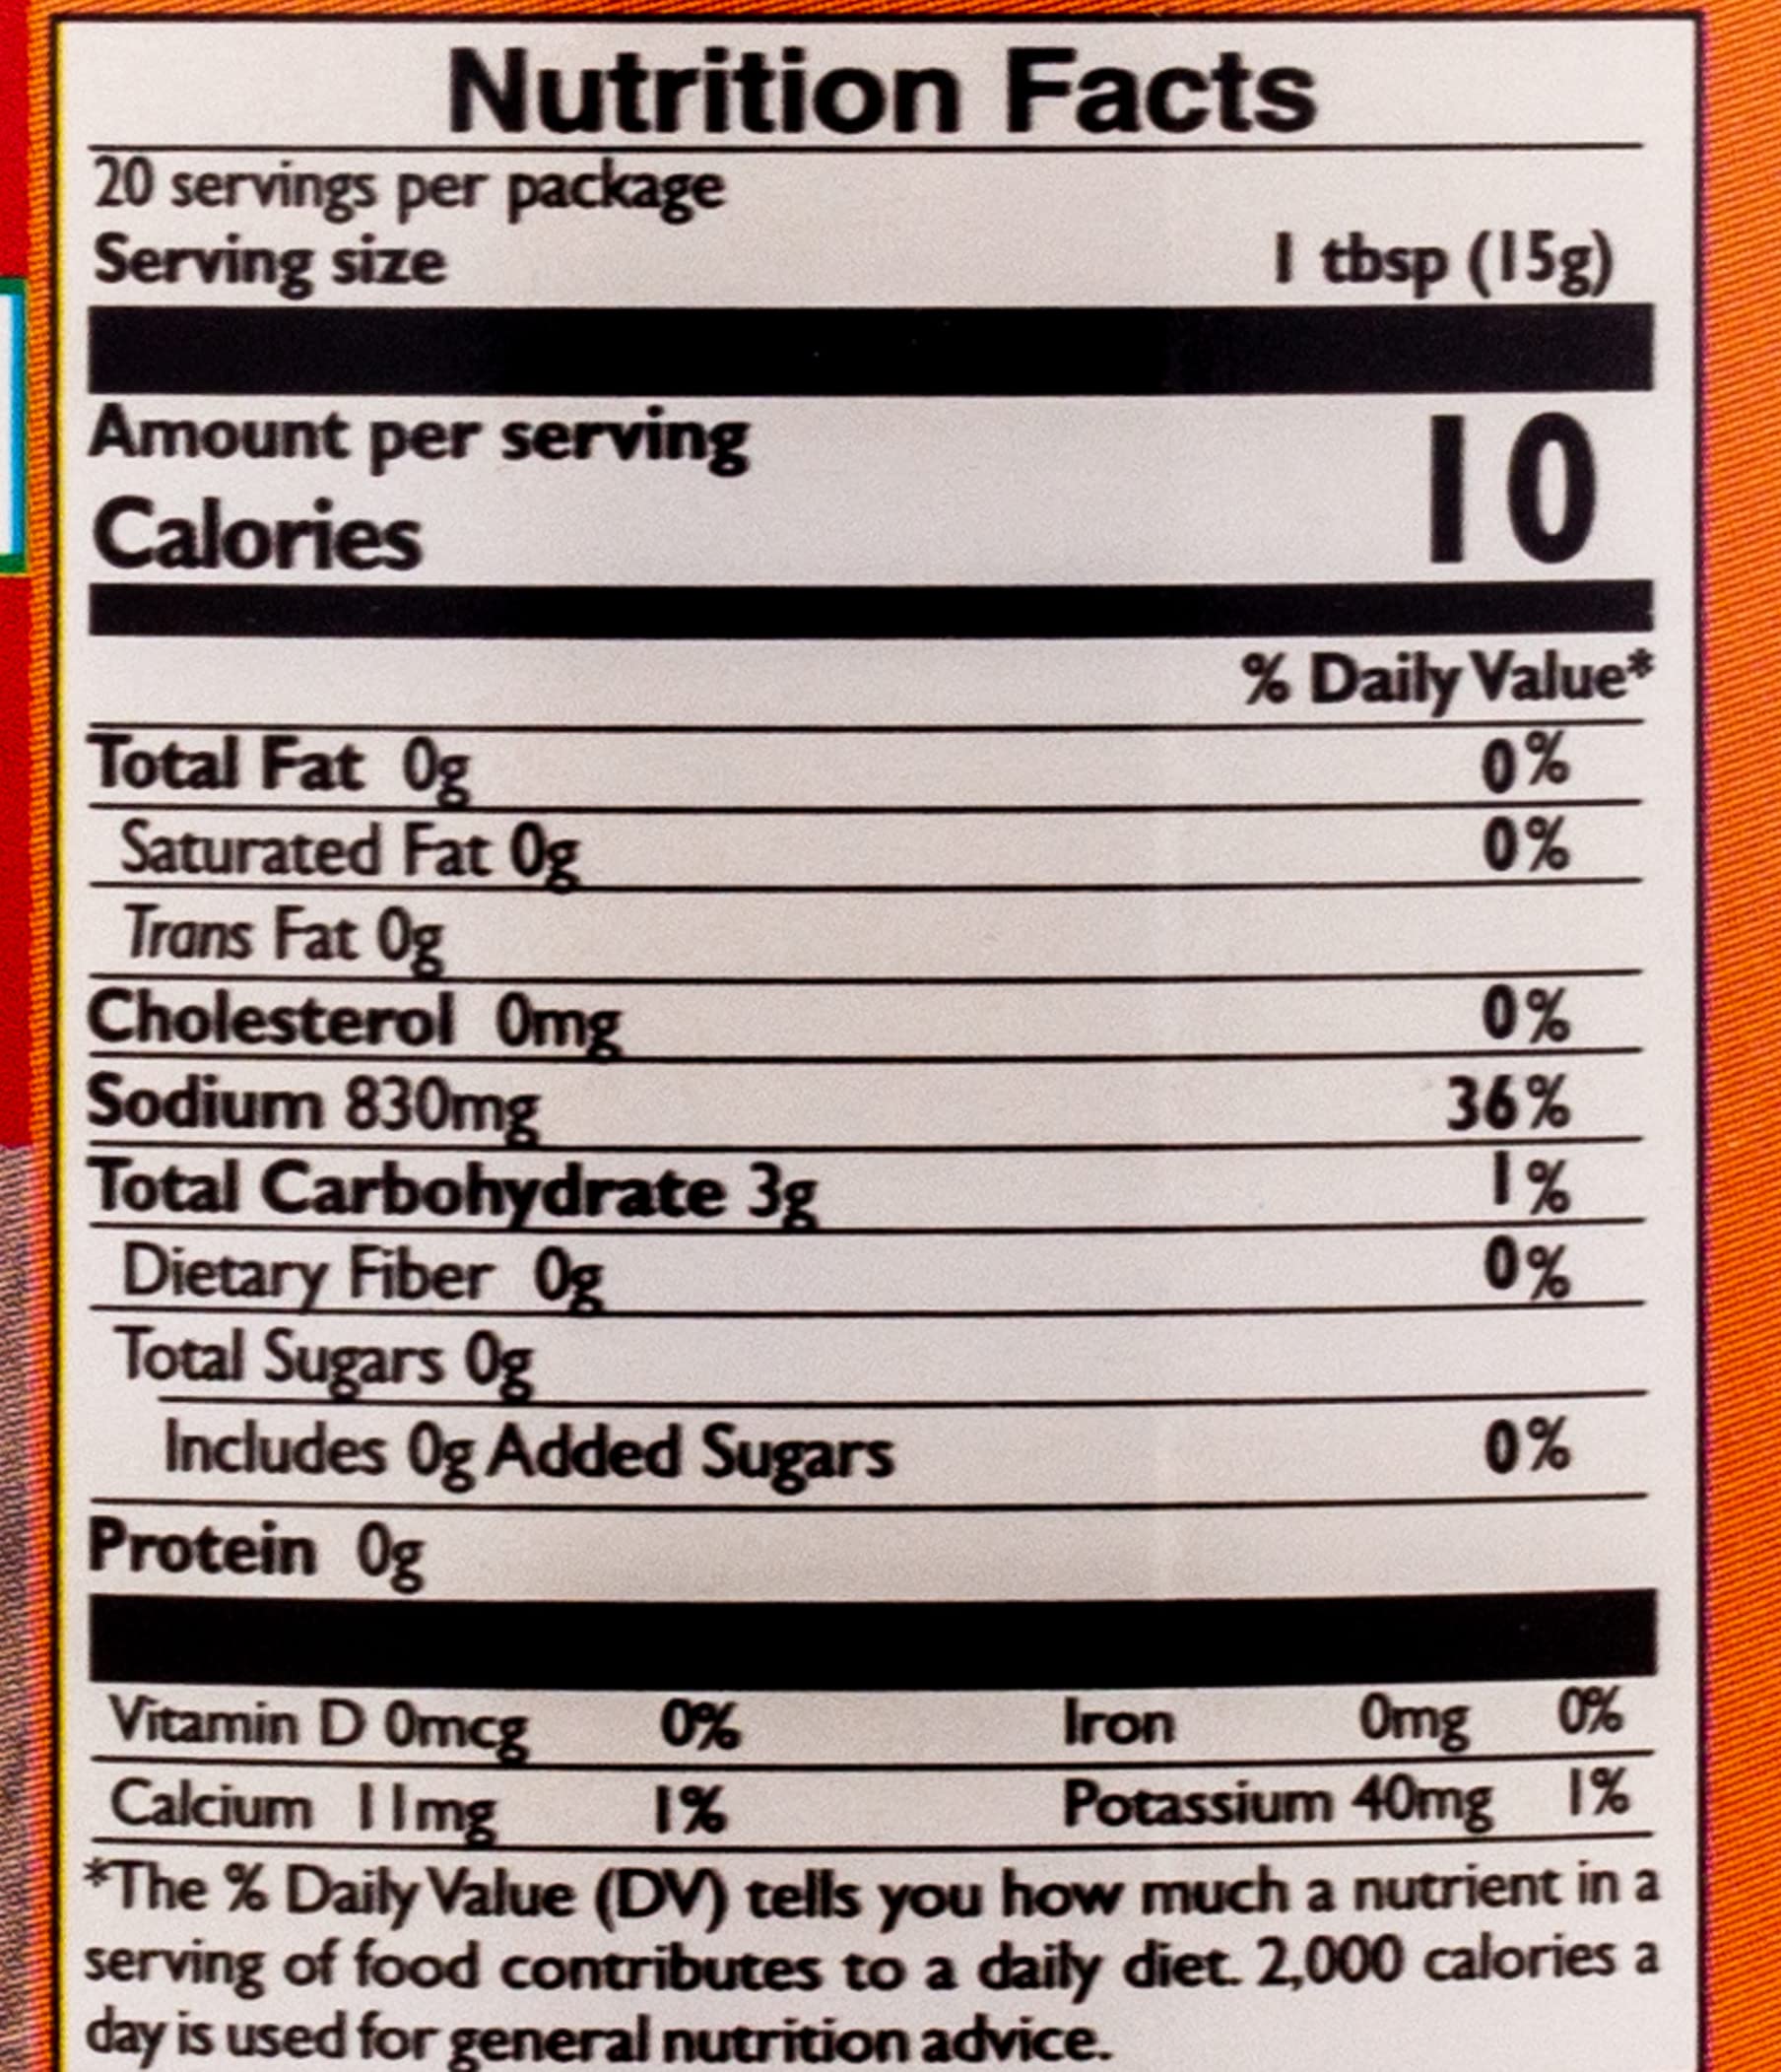 Nutrition Facts
20 servings per package
Serving size 1 tbsp (15g)
Amount per serving
Calories 10
% Daily Value*
Total Fat 0g 0%
Saturated Fat 0g 0%
Trans Fat 0g
Cholesterol 0mg 0%
Sodium 830mg 36%
Total Carbohydrate 3g 1%
Dietary Fiber 0g 0%
Total Sugars 0g
Includes 0g Added Sugars 0%
Protein 0g
Vitamin D 0mcg 0% Iron 0mg 0%
Calcium 11mg 1% Potassium 40mg 1%
*The % Daily Value (DV) tells you how much a nutrient in a
serving of food contributes to a daily diet. 2,000 calories a
day is used for general nutrition advice.